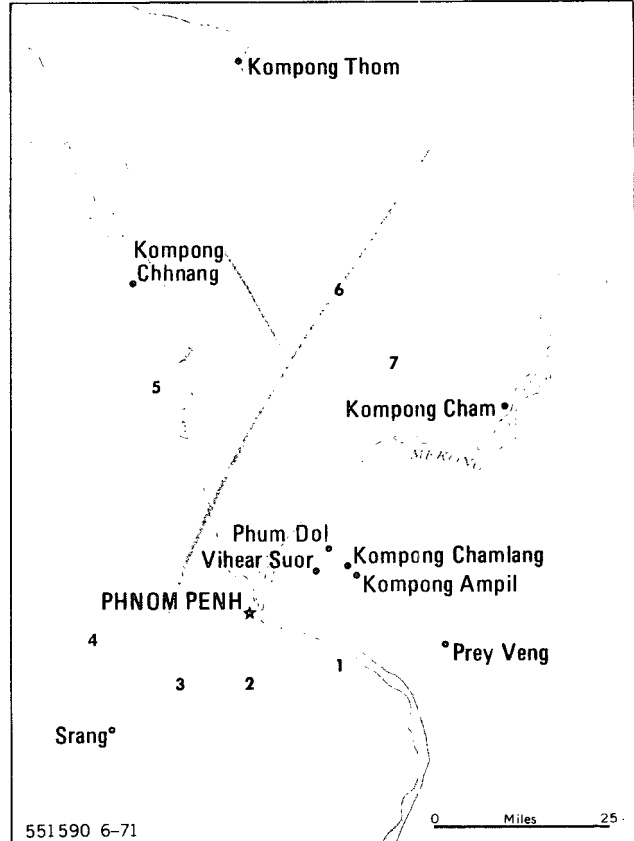 Kompong Thom
Kompong
Chhnang
6
7
5
Kompong Cham
MEKONG
Phum Dol
Vihear Suor
Kompong Chamlang
Kompong Ampil
PHNOM PENH
4
1
Prey Veng
3
2
Srang
0 Miles 25
551590 6-71